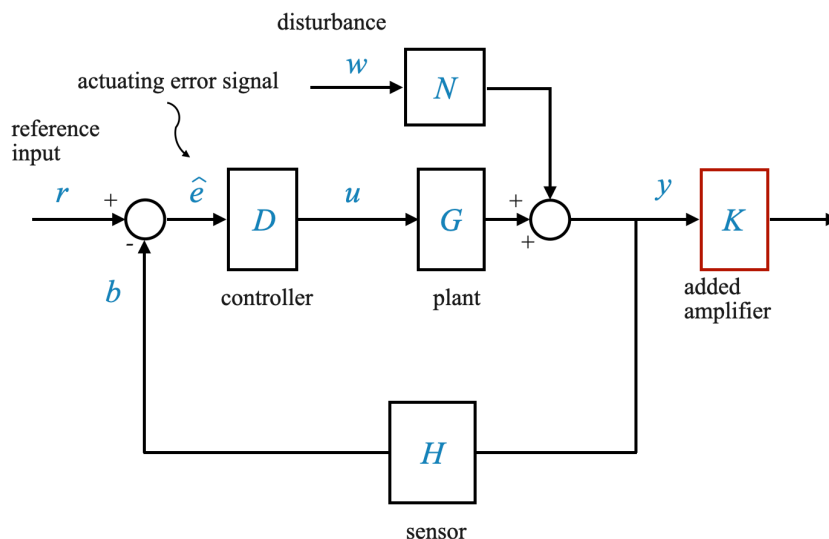 disturbance
w
N
actuating error signal
reference
input
r
+
-
ê
D
u
G
+
+
y
K
b
controller
plant
added
amplifier
H
sensor